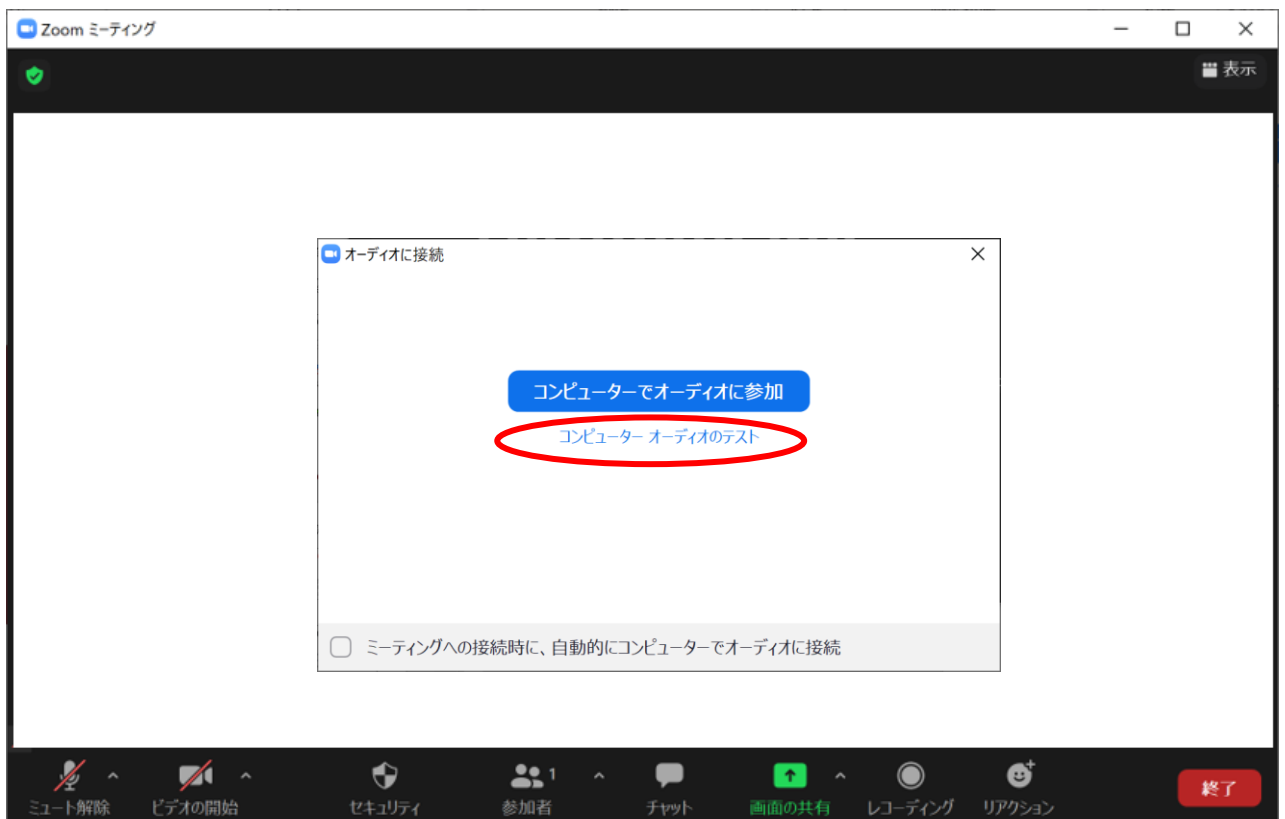 Zoom ミーティング
表示
オーディオに接続
コンピューターでオーディオに参加
コンピューター オーディオのテスト
ミーティングへの接続時に、自動的にコンピューターでオーディオに接続
1
ミュート解除 ビデオの開始 セキュリティ 参加者 チャット 画面の共有 レコーディング リアクション 終了